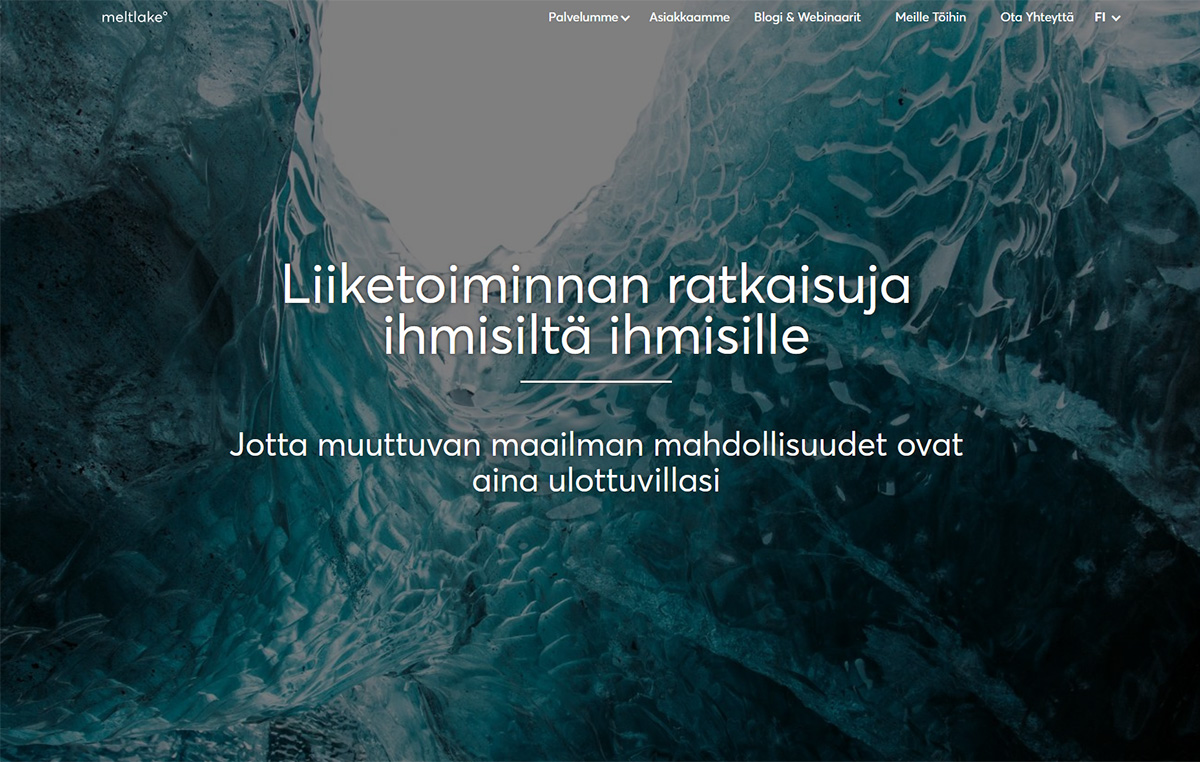 meltlake°
Palvelumme Asiakkaamme Blogi & Webinaarit Meille Töihin Ota Yhteyttä FI
Liiketoiminnan ratkaisuja
ihmisiltä ihmisille
Jotta muuttuvan maailman mahdollisuudet ovat
aina ulottuvillasi